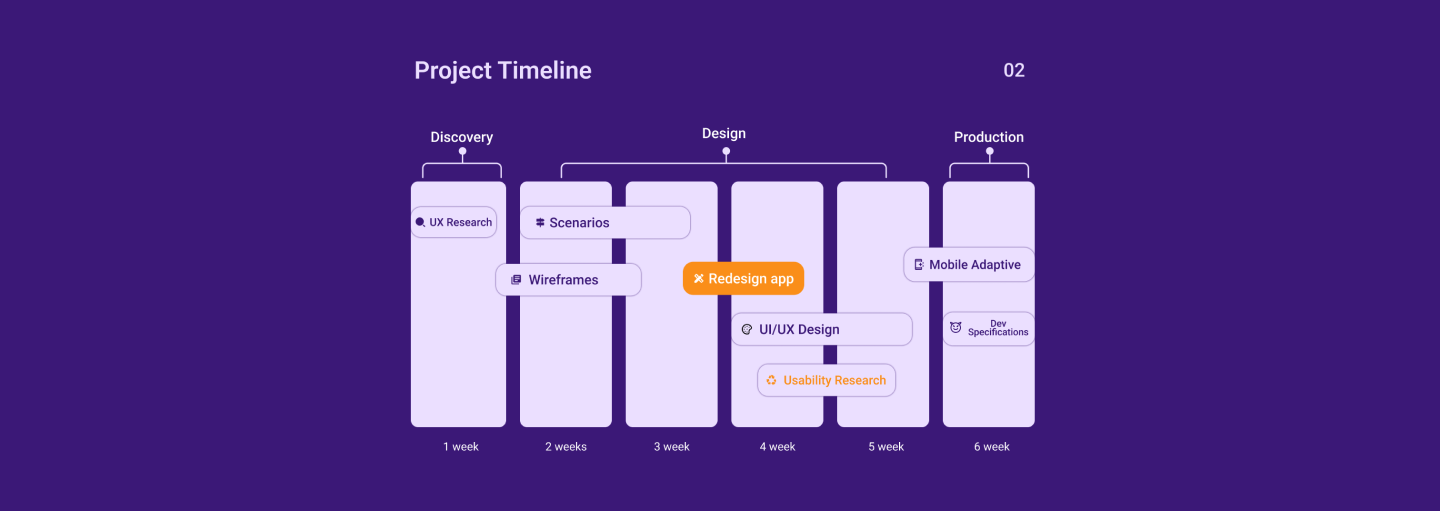 Project Timeline
02
Discovery
Design
Production
UX Research
Scenarios
Mobile Adaptive
Wireframes
Redesign app
UI/UX Design
Dev
Specifications
Usability Research
1 week
2 weeks
3 week
4 week
5 week
6 week